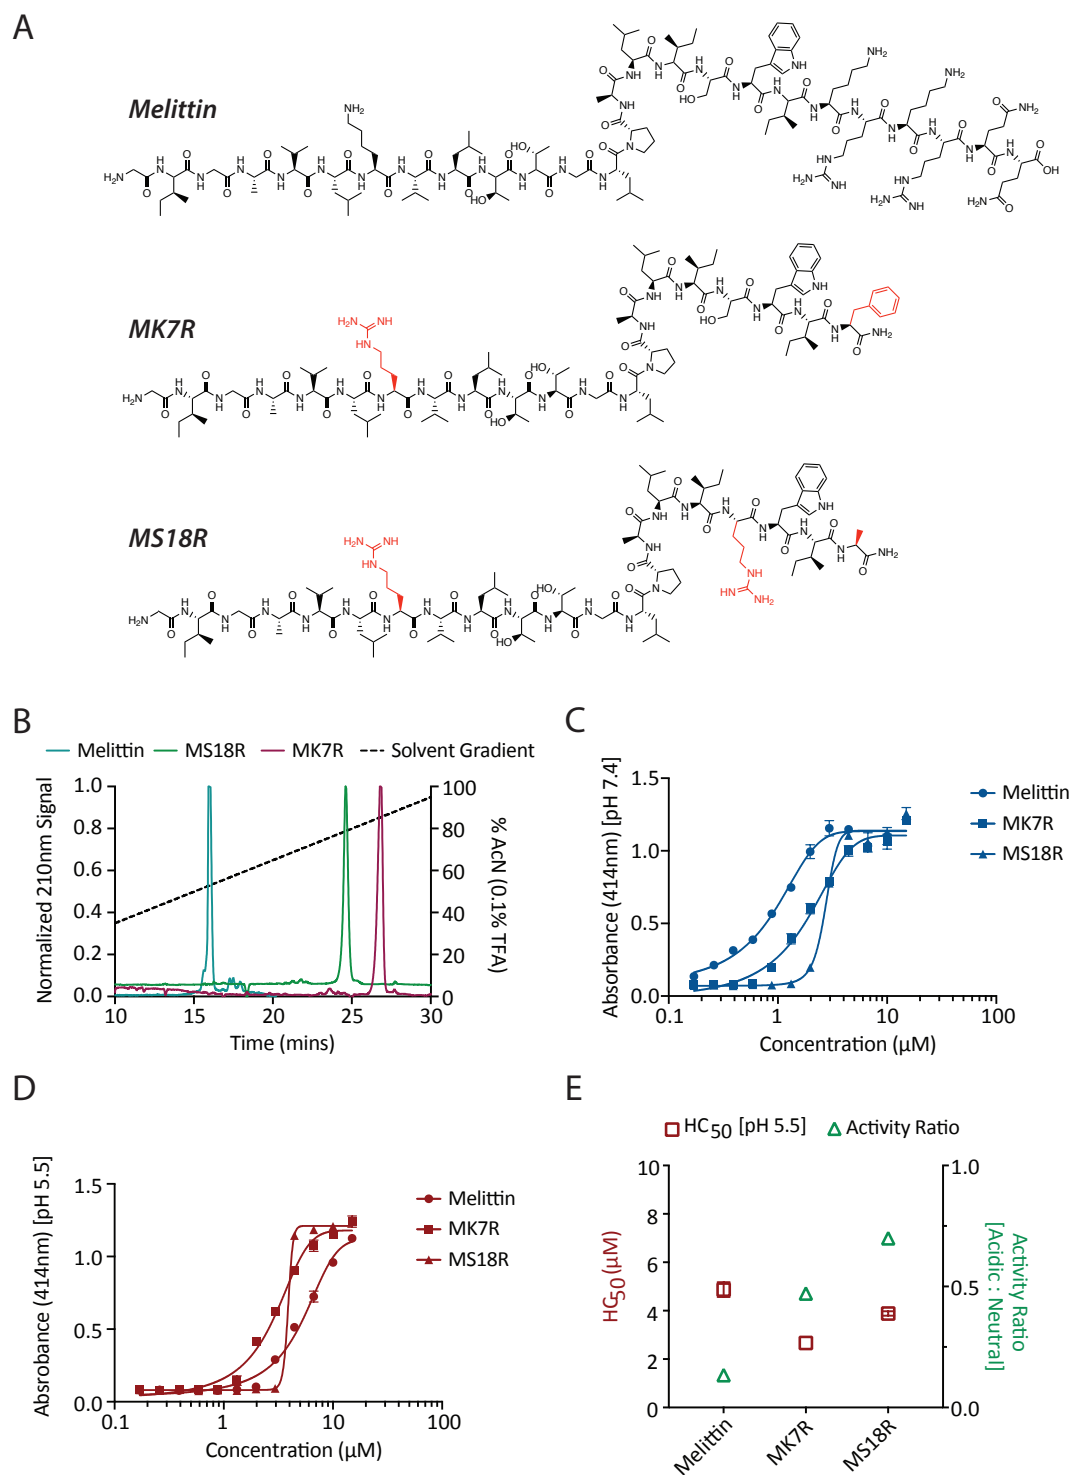 A
Melittin
MK7R
MS18R
B
Melittin MS18R MK7R Solvent Gradient
Normalized 210nm Signal
1.0
0.8
0.6
0.4
0.2
0.0
100
80
60
40
20
0
% AcN (0.1% TFA)
10 15 20 25 30
Time (mins)
C
Absorbance (414nm) [pH 7.4]
1.5
1.0
0.5
0.0
0.1 1 10 100
Concentration (μM)
Melittin
MK7R
MS18R
D
Absrobance (414nm) [pH 5.5]
1.5
1.0
0.5
0.0
0.1 1 10 100
Concentration (μM)
Melittin
MK7R
MS18R
E
HC50 [pH 5.5] Activity Ratio
HC50 (μM)
10
8
6
4
2
0
1.0
0.5
0.0
Activity Ratio
[Acidic : Neutral]
Melittin MK7R MS18R